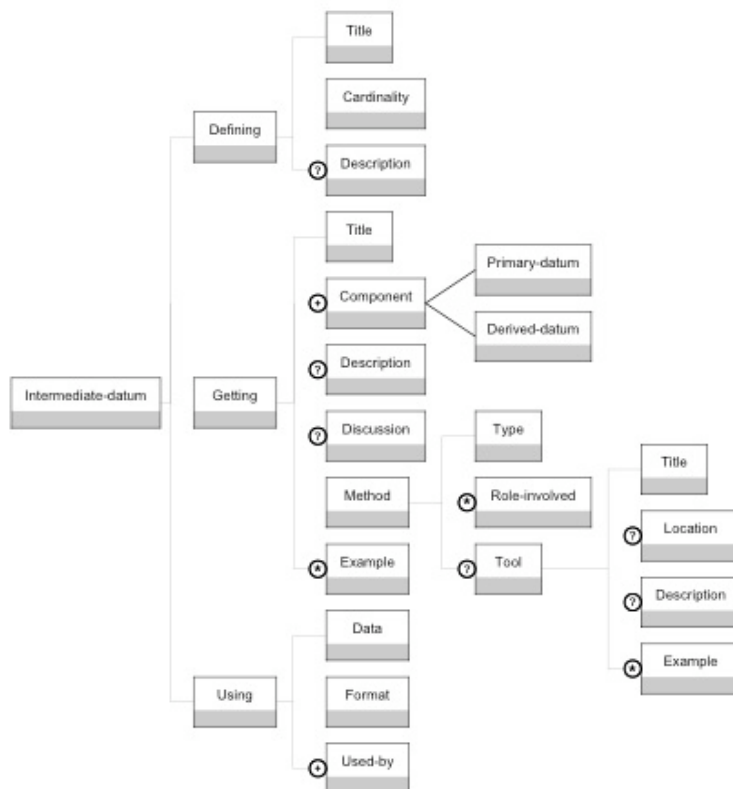 Title
Cardinality
Defining
? Description
Title
Primary-datum
+ Component
Derived-datum
? Description
Intermediate-datum
Getting
? Discussion
Type
Title
Method
* Role-involved
? Location
* Example
? Tool
? Description
Data
* Example
Using
Format
+ Used-by